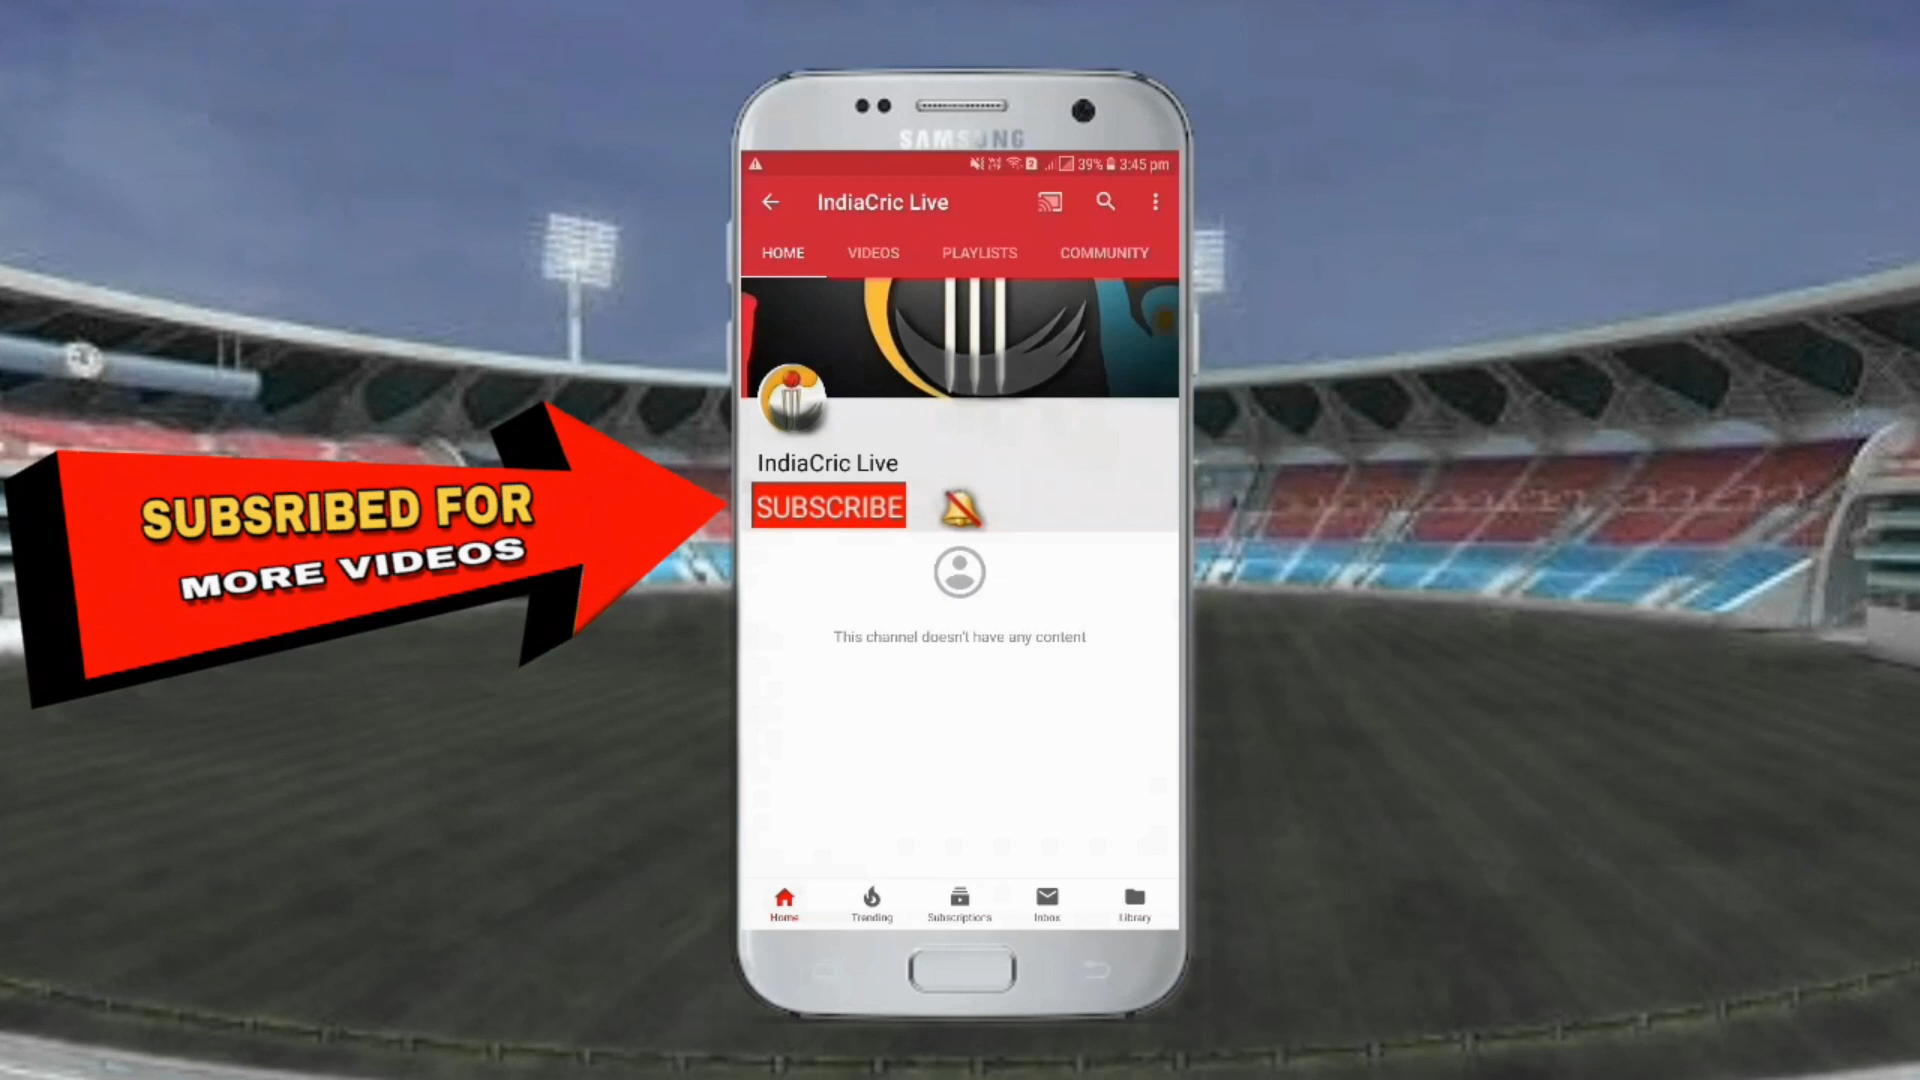 SAMSUNG
39% 3:45 pm
IndiaCric Live
HOME VIDEOS PLAYLISTS COMMUNITY
IndiaCric Live
SUBSCRIBE
SUBSRIBED FOR
MORE VIDEOS
This channel doesn't have any content
Home Trending Subscriptions Inbox Library